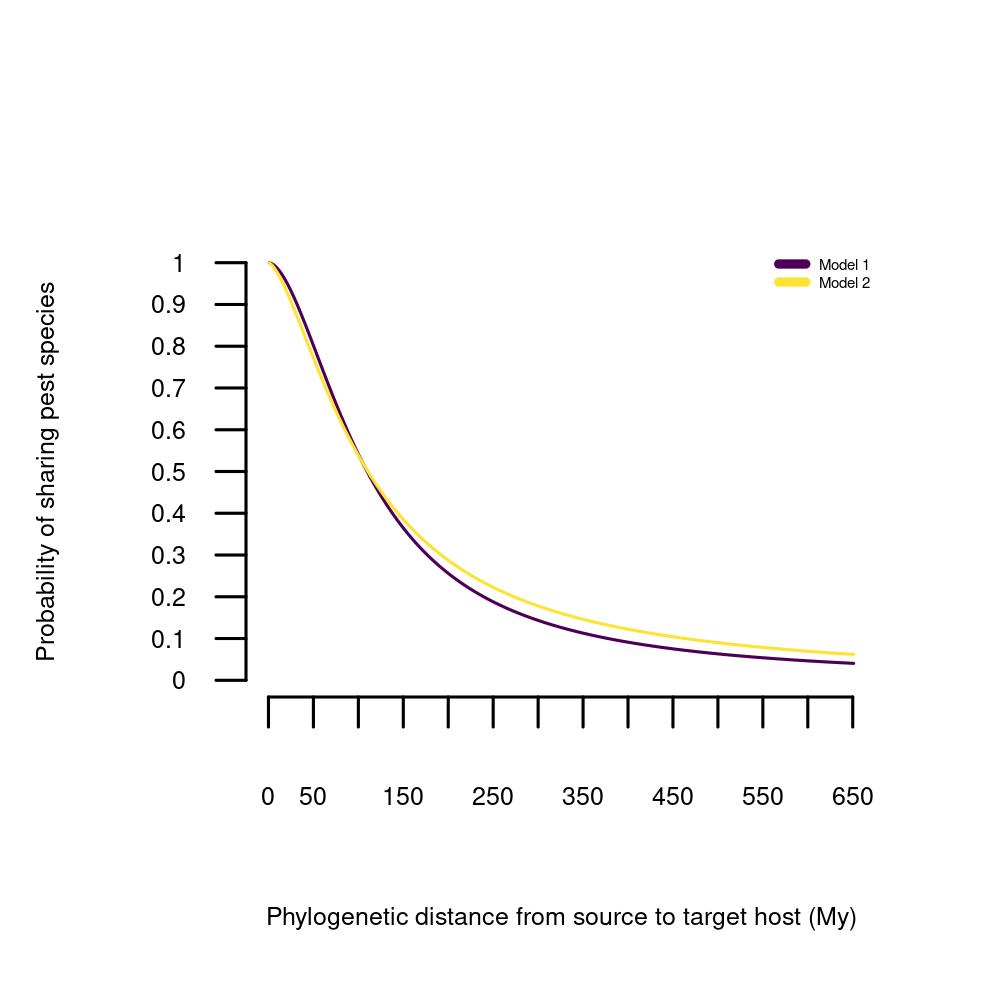 Model 1
Model 2
Probability of sharing pest species
1
0.9
0.8
0.7
0.6
0.5
0.4
0.3
0.2
0.1
0
0 50 150 250 350 450 550 650
Phylogenetic distance from source to target host (My)